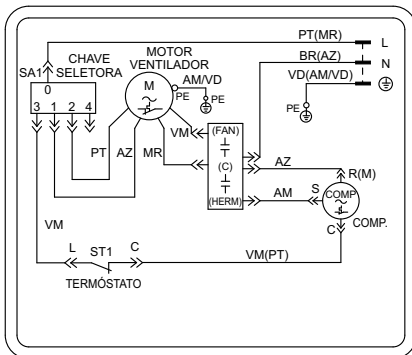 PT(MR)
L
BR(AZ)
N
VD(AM/VD)
PE
SA1
CHAVE
SELETORA
0
3 1 2 4
MOTOR
VENTILADOR
M
AM/VD
PE
PE
PT
AZ
MR
VM
(FAN)
(C)
(HERM)
AZ
R(M)
AM
S
COMP
COMP.
C
VM
L
ST1
C
VM(PT)
TERMÓSTATO